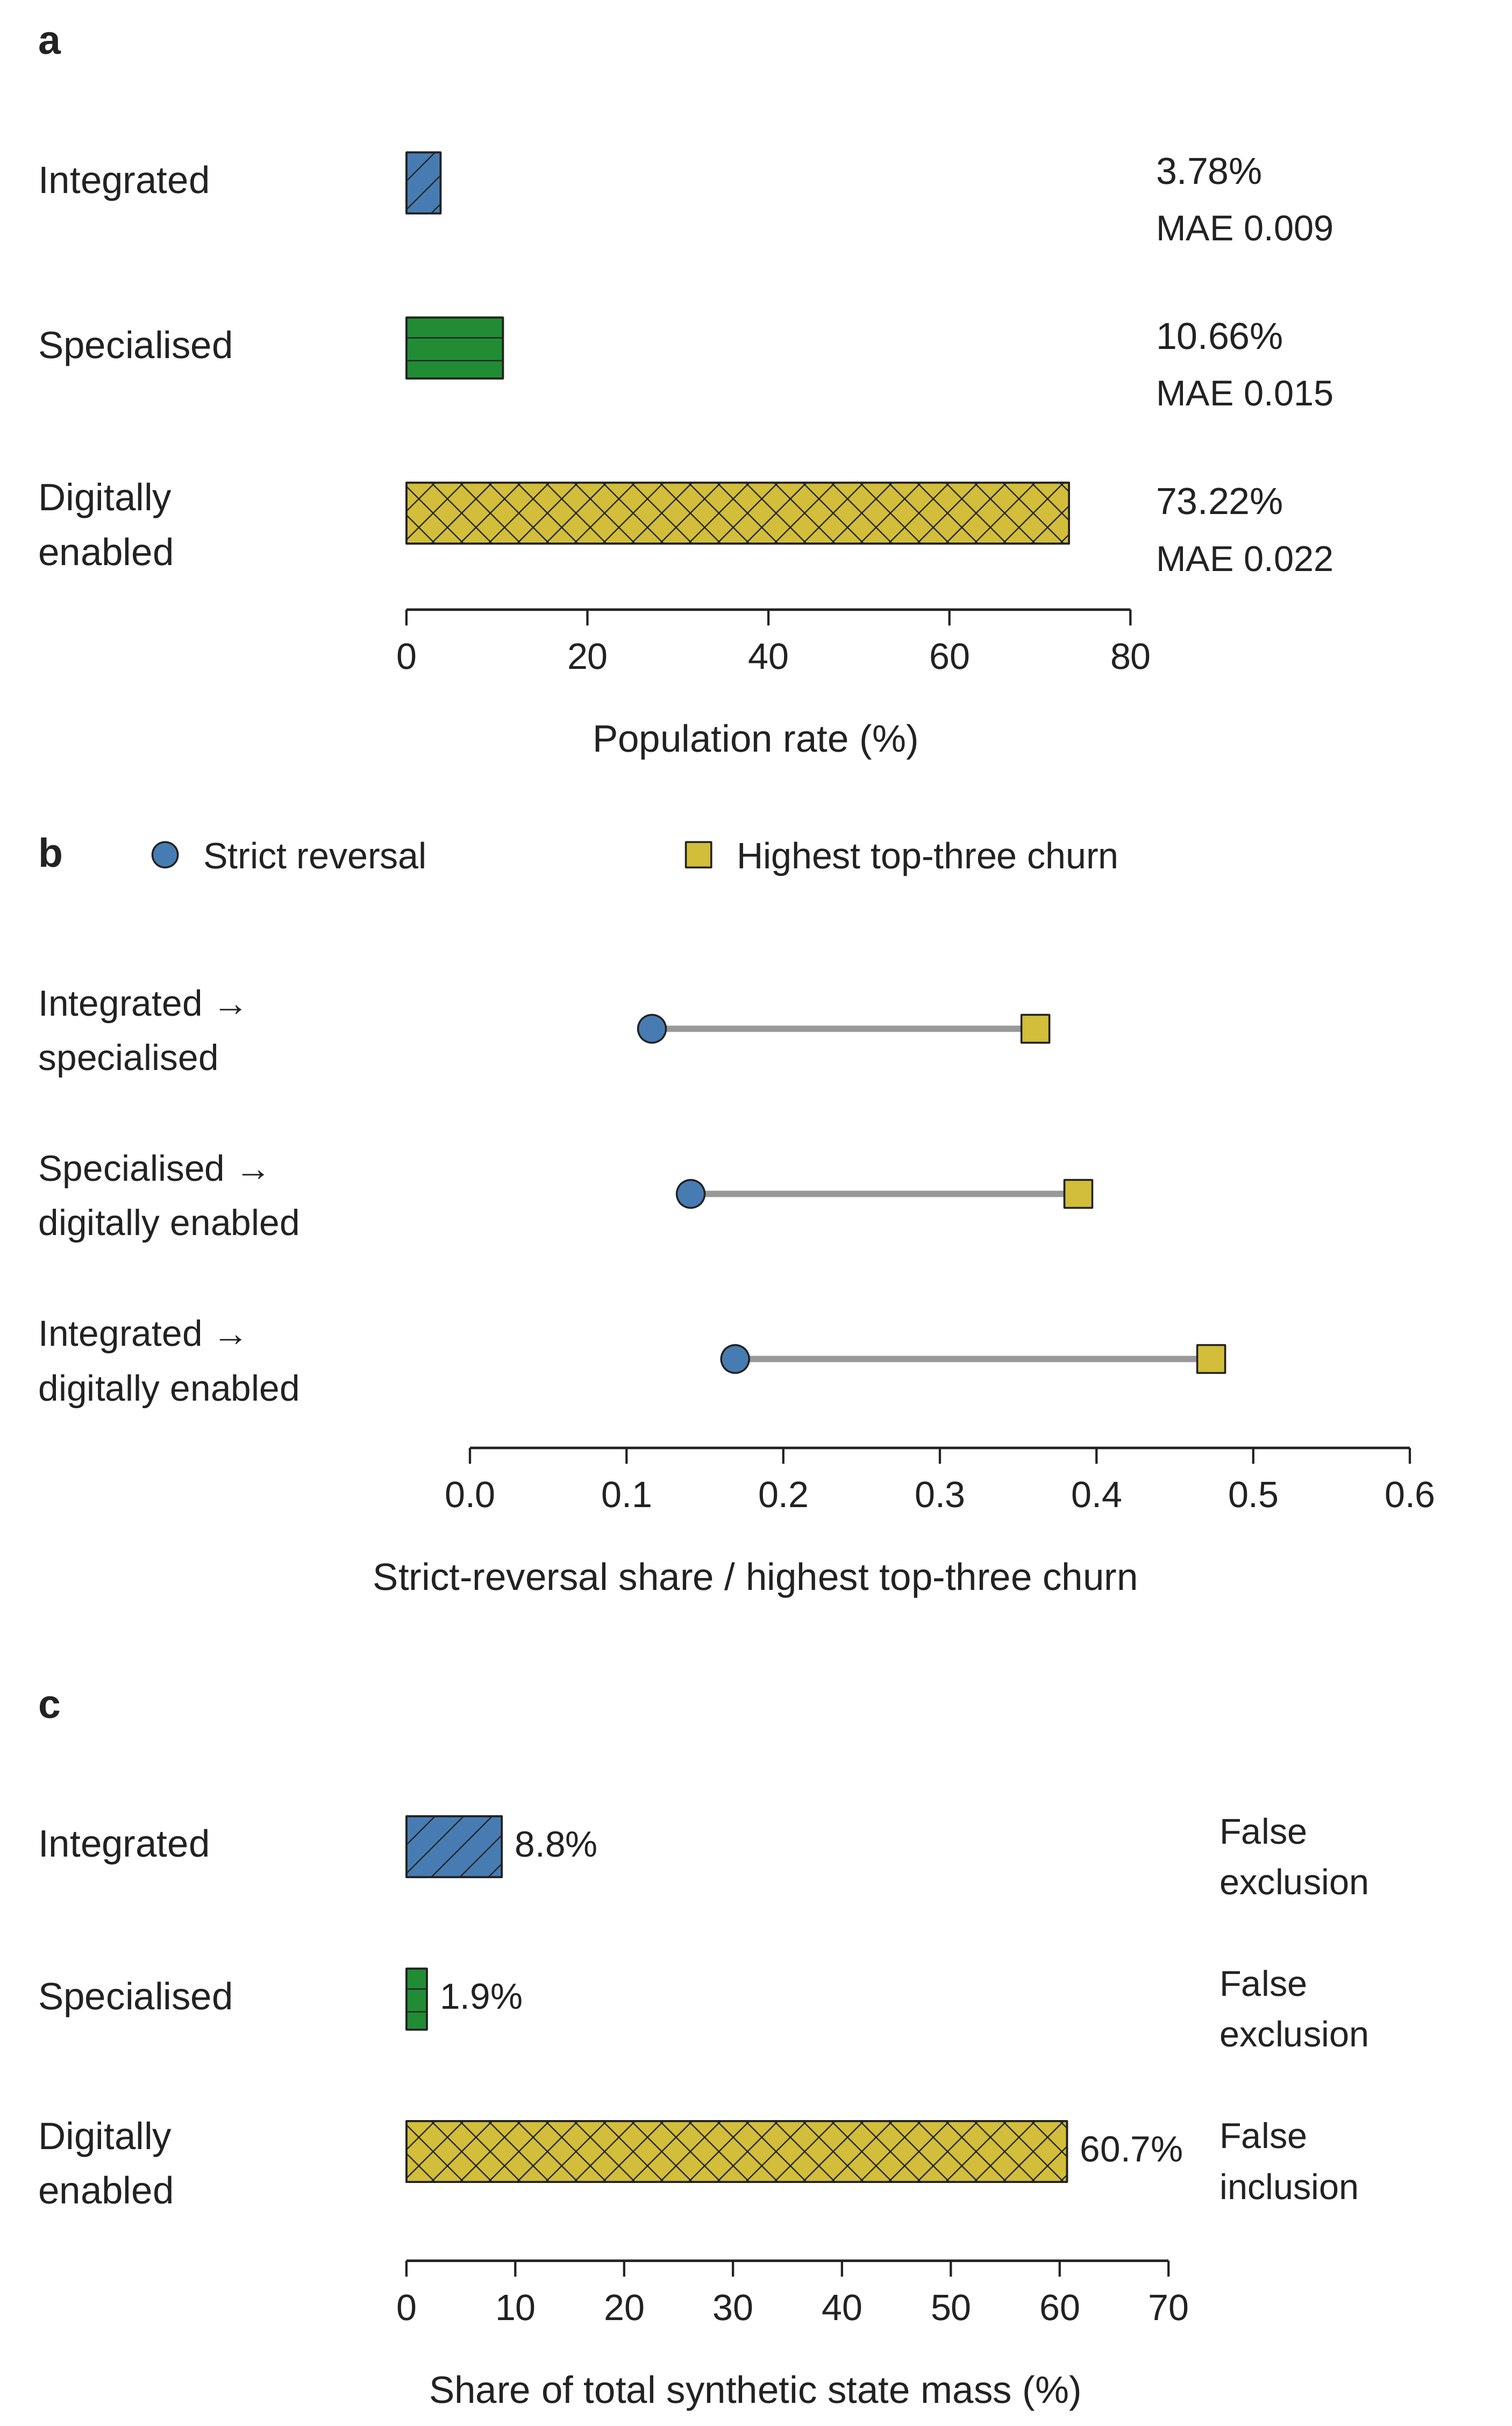 a
Integrated
3.78%
MAE 0.009
Specialised
10.66%
MAE 0.015
Digitally
enabled
73.22%
MAE 0.022
0 20 40 60 80
Population rate (%)
b Strict reversal Highest top-three churn
Integrated →
specialised
Specialised →
digitally enabled
Integrated →
digitally enabled
0.0 0.1 0.2 0.3 0.4 0.5 0.6
Strict-reversal share / highest top-three churn
c
Integrated
8.8%
False
exclusion
Specialised
1.9%
False
exclusion
Digitally
enabled
60.7%
False
inclusion
0 10 20 30 40 50 60 70
Share of total synthetic state mass (%)